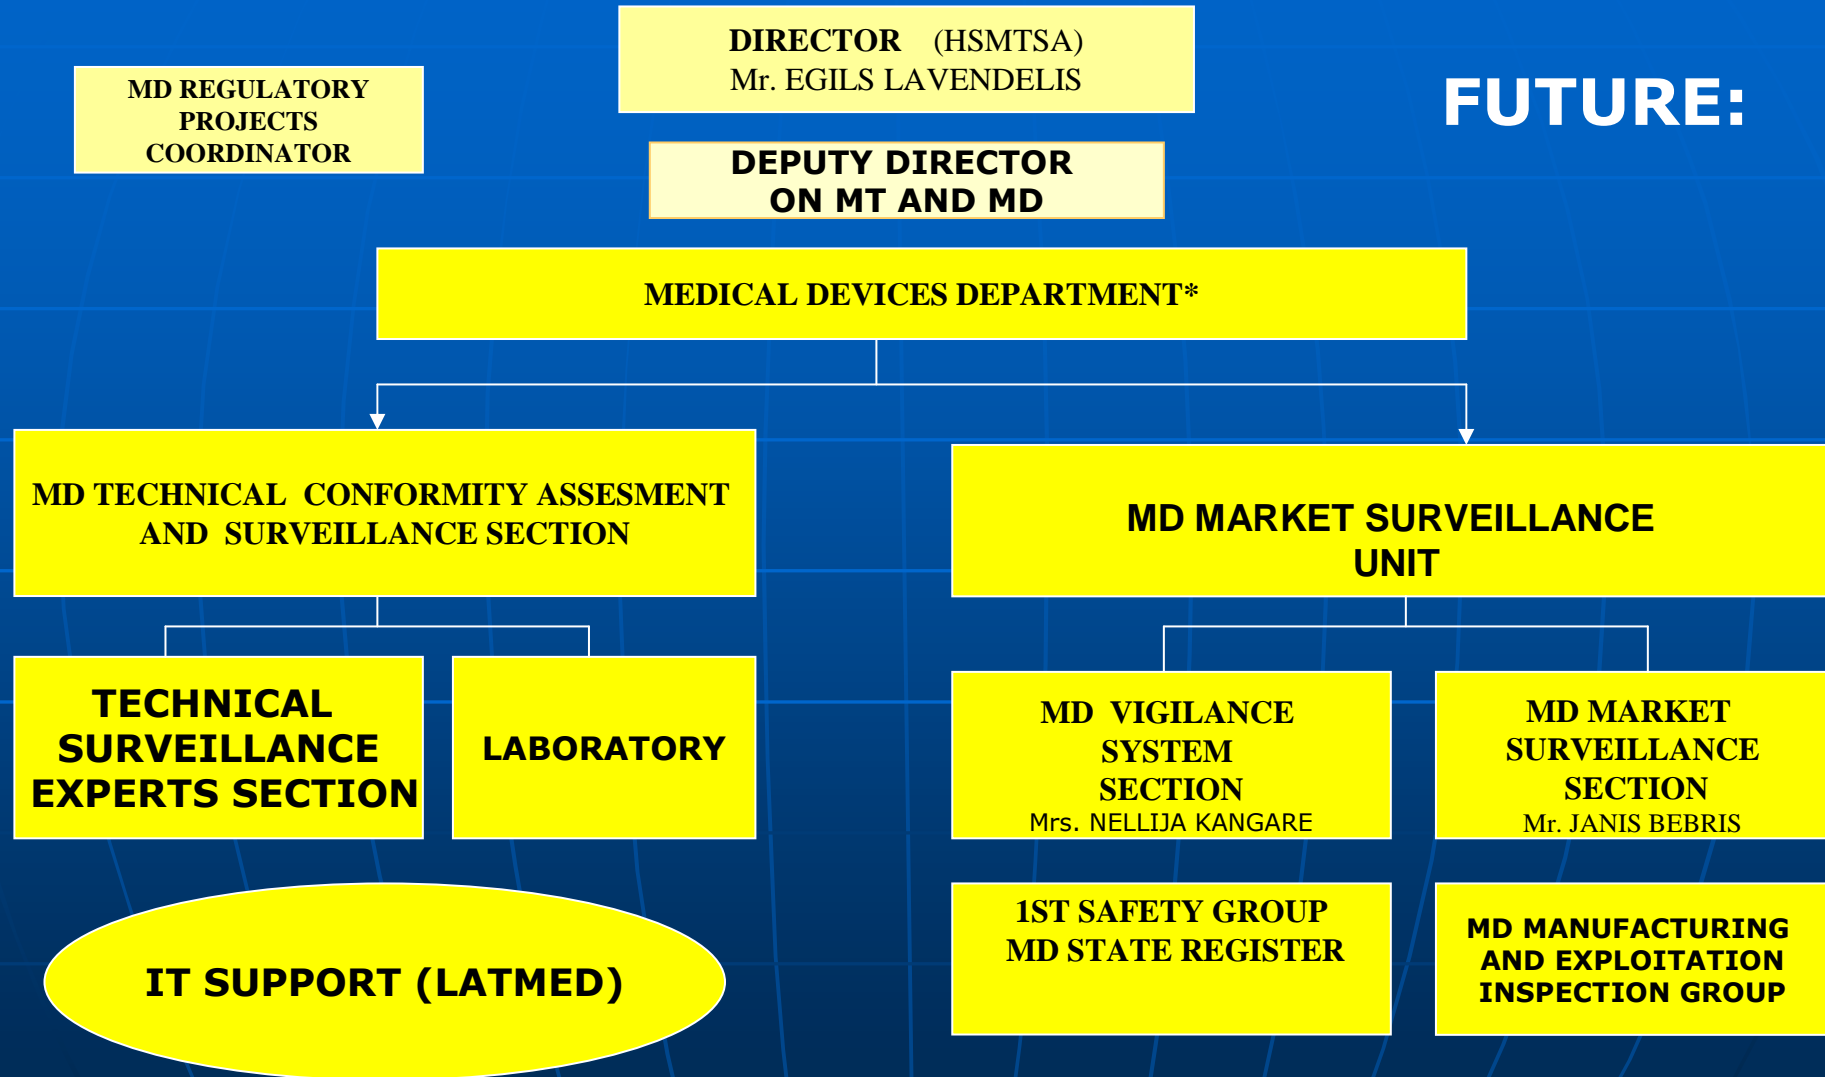 DIRECTOR (HSMTSA)
Mr. EGILS LAVENDELIS
MD REGULATORY
PROJECTS
COORDINATOR
FUTURE:
DEPUTY DIRECTOR
ON MT AND MD
MEDICAL DEVICES DEPARTMENT*
MD TECHNICAL CONFORMITY ASSESMENT
AND SURVEILLANCE SECTION
MD MARKET SURVEILLANCE
UNIT
TECHNICAL
SURVEILLANCE
EXPERTS SECTION
LABORATORY
MD VIGILANCE
SYSTEM
SECTION
Mrs. NELLIJA KANGARE
MD MARKET
SURVEILLANCE
SECTION
Mr. JANIS BEBRIS
IT SUPPORT (LATMED)
1ST SAFETY GROUP
MD STATE REGISTER
MD MANUFACTURING
AND EXPLOITATION
INSPECTION GROUP